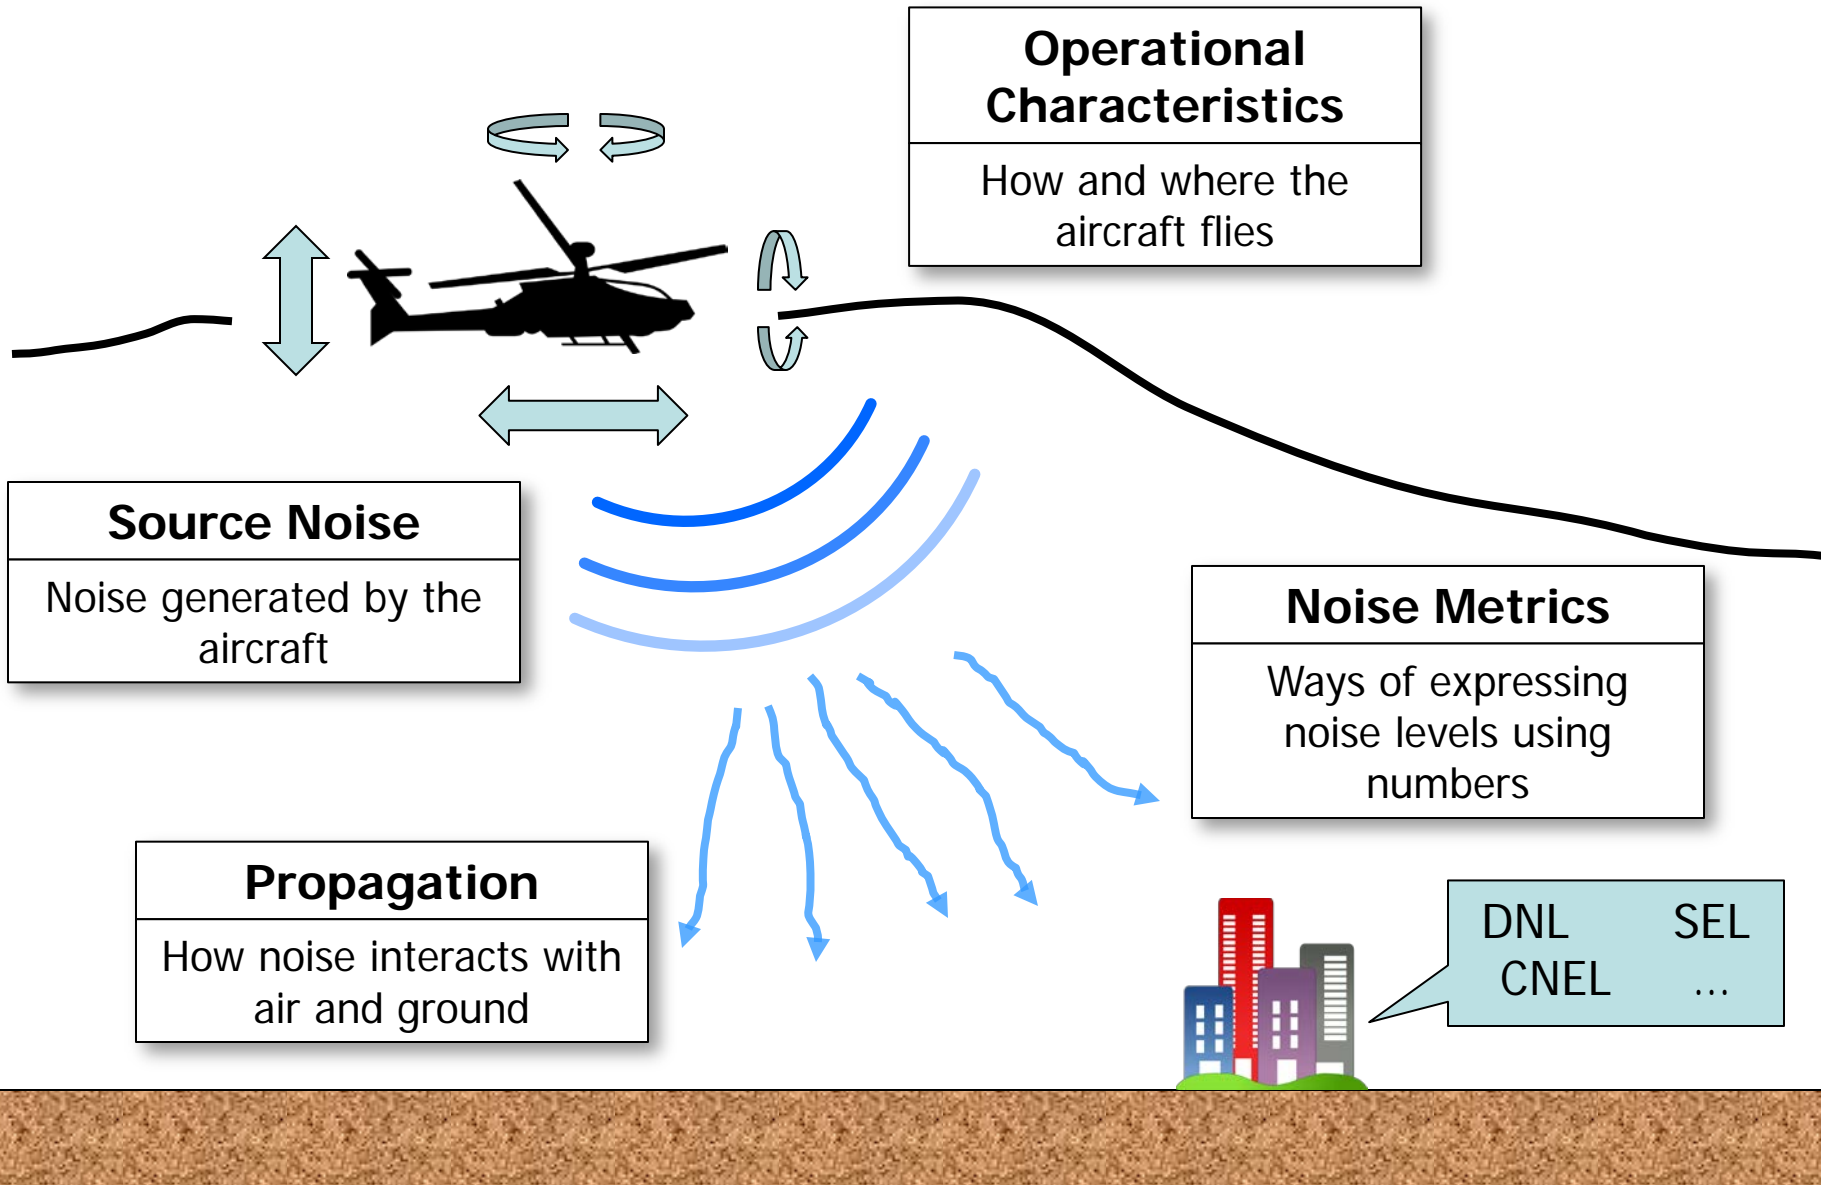 Operational
Characteristics
How and where the
aircraft flies
Source Noise
Noise generated by the
aircraft
Noise Metrics
Ways of expressing
noise levels using
numbers
Propagation
How noise interacts with
air and ground
DNL SEL
CNEL ...